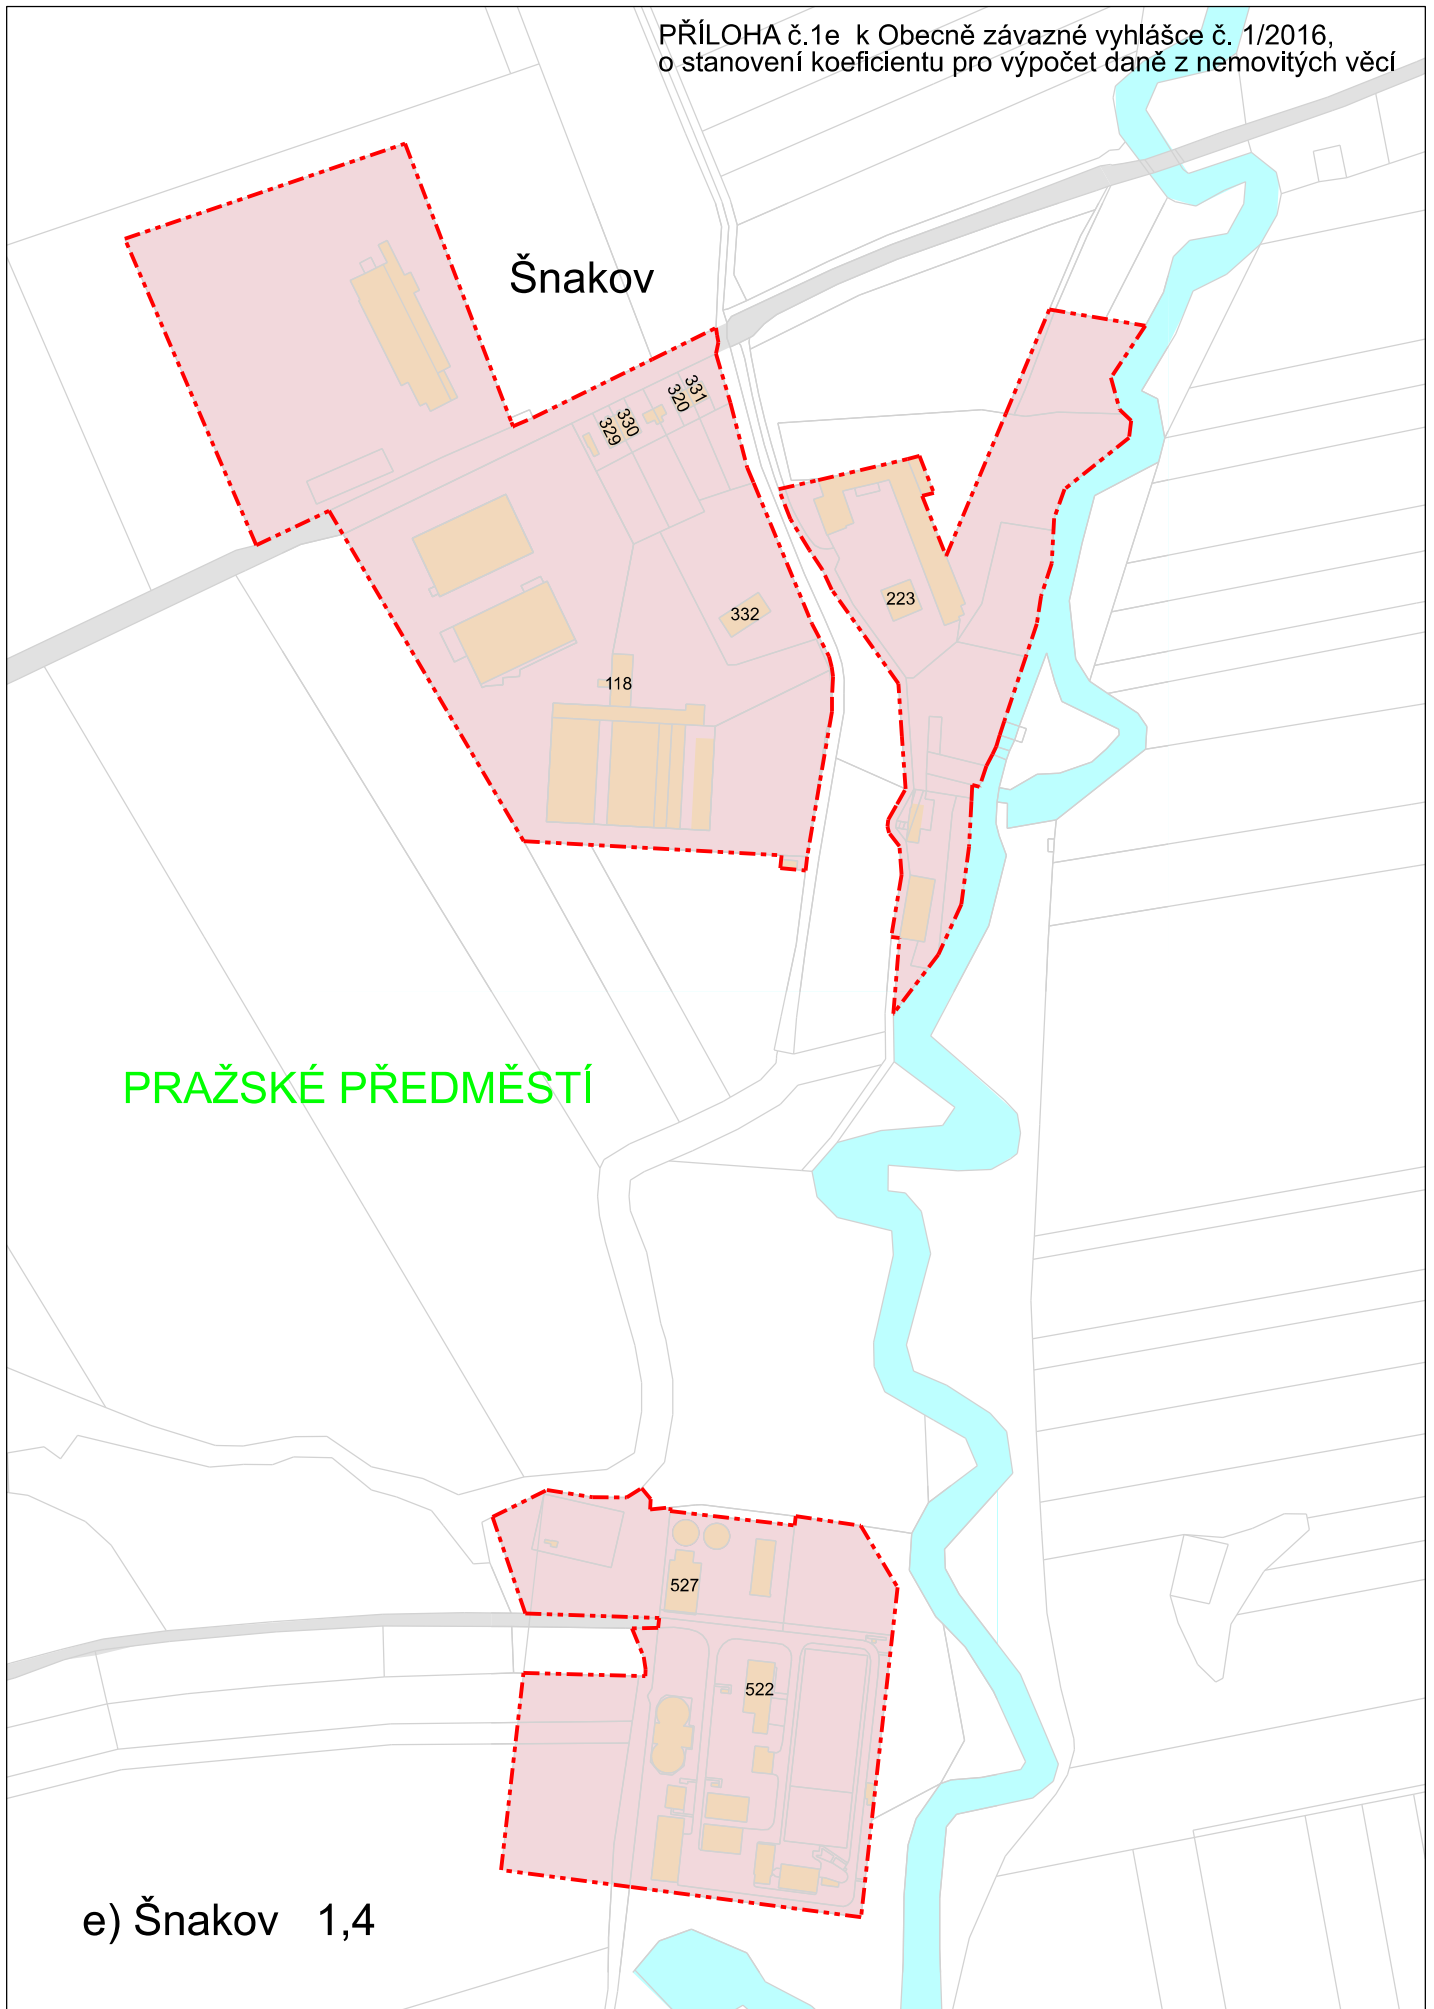 PŘÍLOHA č.1e k Obecně závazné vyhlášce č. 1/2016,
o stanovení koeficientu pro výpočet daně z nemovitých věcí
Šnakov
331
320
330
329
223
332
118
PRAŽSKÉ PŘEDMĚSTÍ
527
522
e) Šnakov 1,4